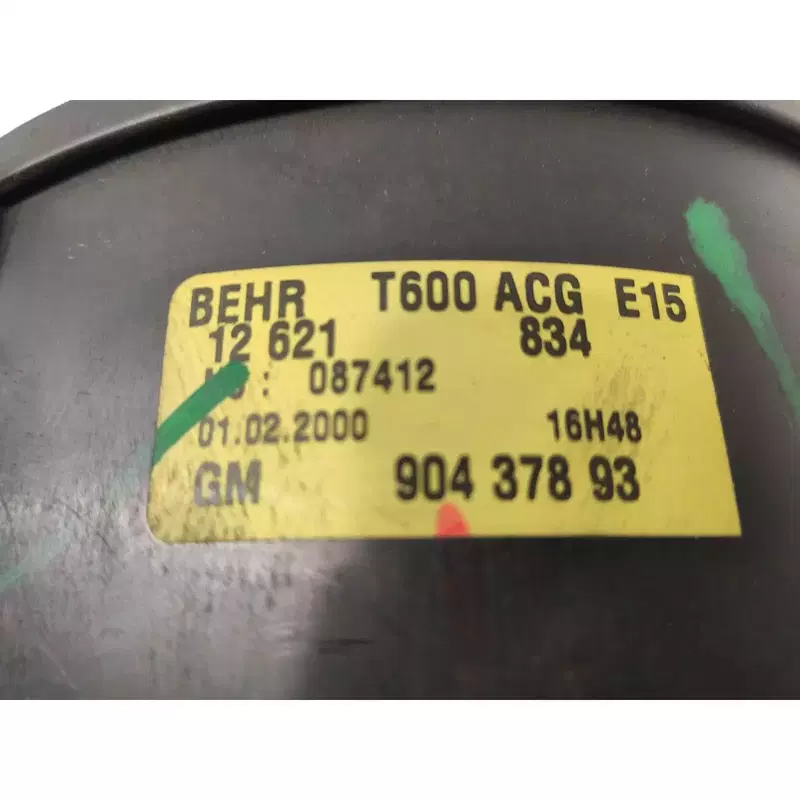 BEHR T600 ACG E15
12 621 834
: 087412
01.02.2000 16H48
GM 904 378 93